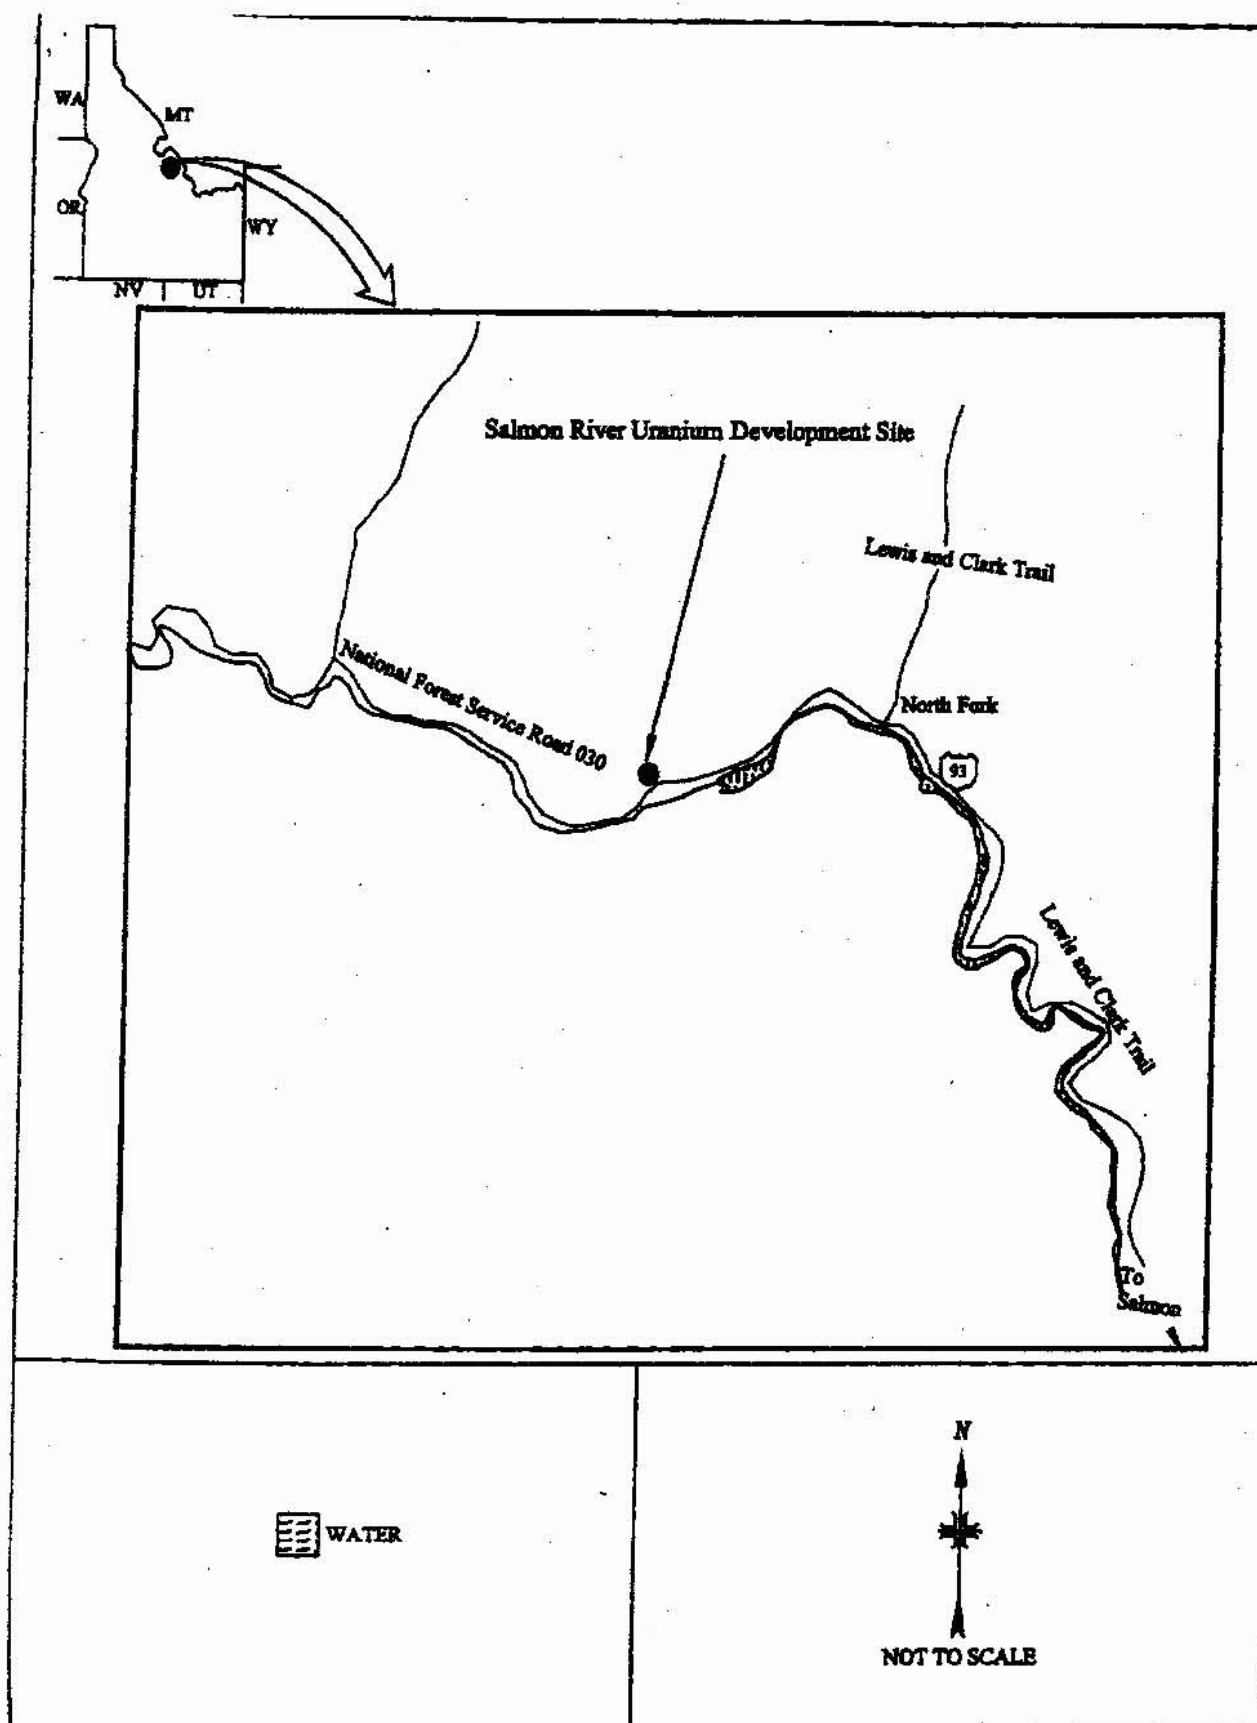 WA
MT
OR
WY
NV
UT
Salmon River Uranium Development Site
Lewis and Clark Trail
National Forest Service Road 030
North Fork
93
Lewis and Clark Trail
To
Salmon
WATER
N
NOT TO SCALE